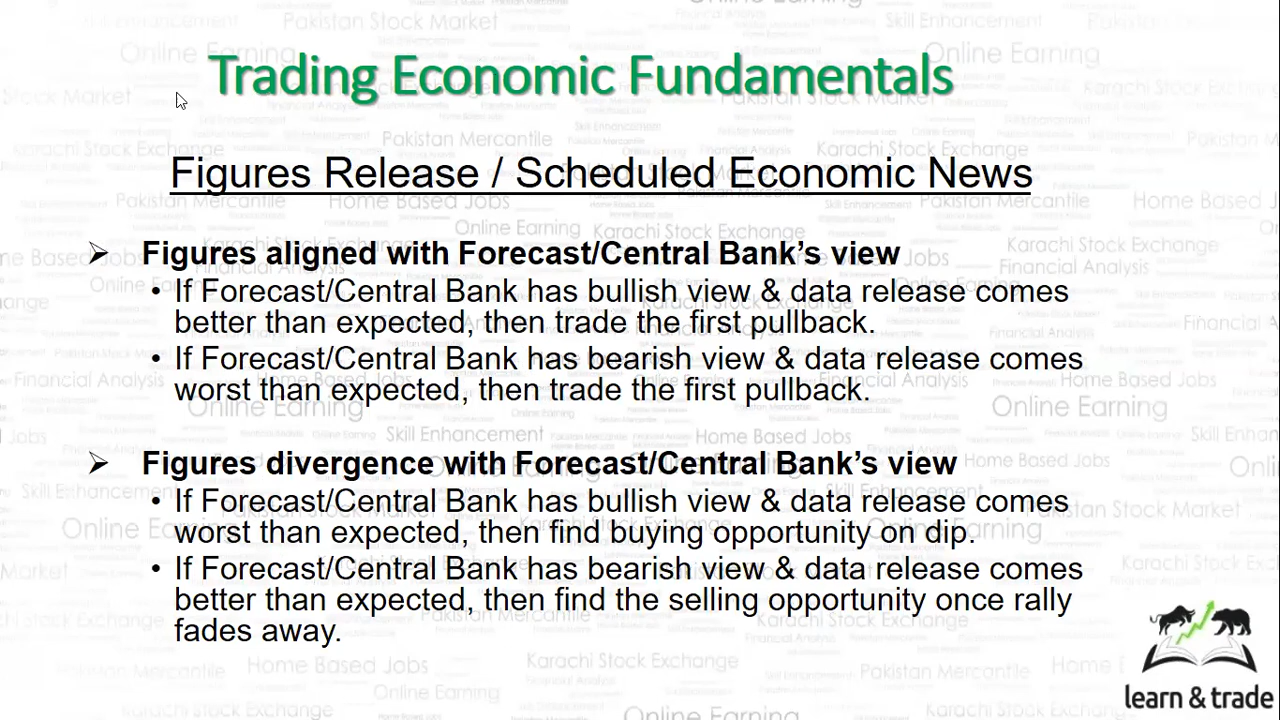 Trading Economic Fundamentals
Figures Release / Scheduled Economic News
➢ Figures aligned with Forecast/Central Bank's view
• If Forecast/Central Bank has bullish view & data release comes
better than expected, then trade the first pullback.
• If Forecast/Central Bank has bearish view & data release comes
worst than expected, then trade the first pullback.
➢ Figures divergence with Forecast/Central Bank's view
• If Forecast/Central Bank has bullish view & data release comes
worst than expected, then find buying opportunity on dip.
• If Forecast/Central Bank has bearish view & data release comes
better than expected, then find the selling opportunity once rally
fades away.
learn & trade